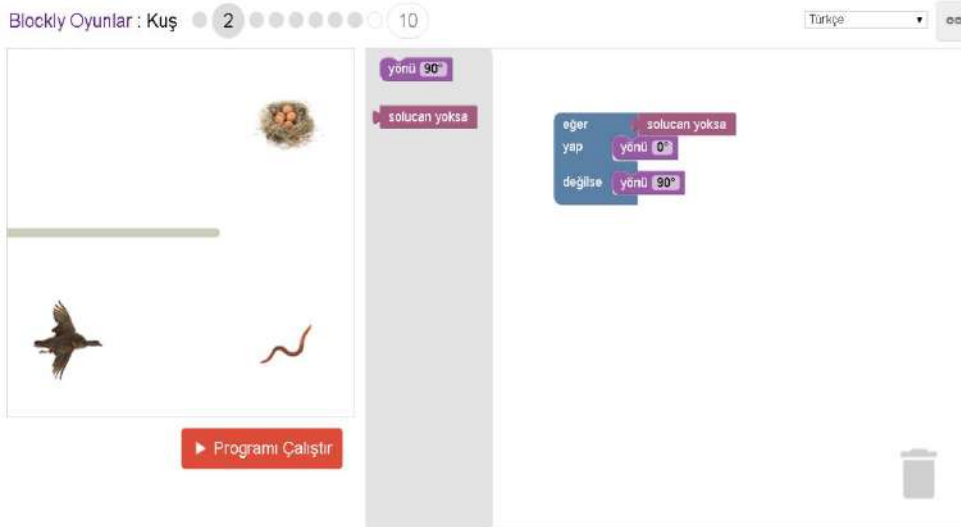 Blockly Oyunlar : Kuş 2 10
Türkçe
yönü 90°
solucan yoksa
eğer solucan yoksa
yap yönü 0°
değilse yönü 90°
Programı Çalıştır